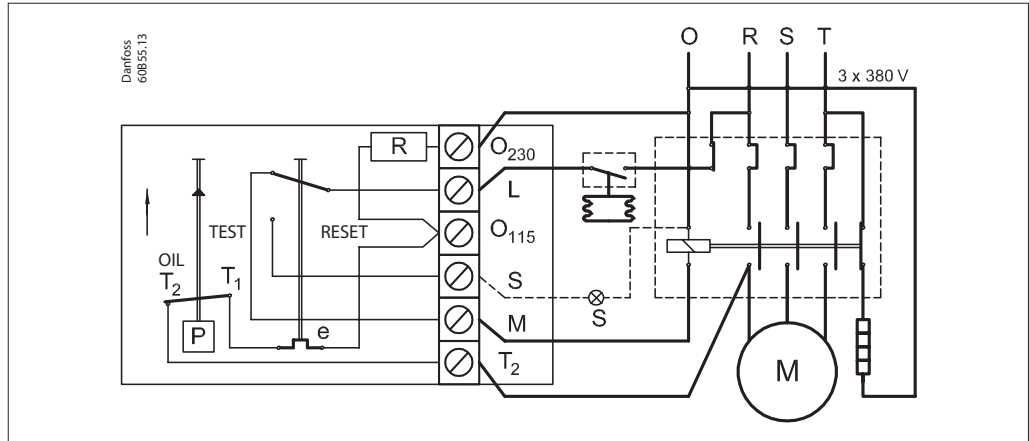 Danfoss
60B55.13
O R S T
3 x 380 V
R
O230
L
TEST RESET
O115
OIL
T2 T1
S
S
P
e
M
T2
M